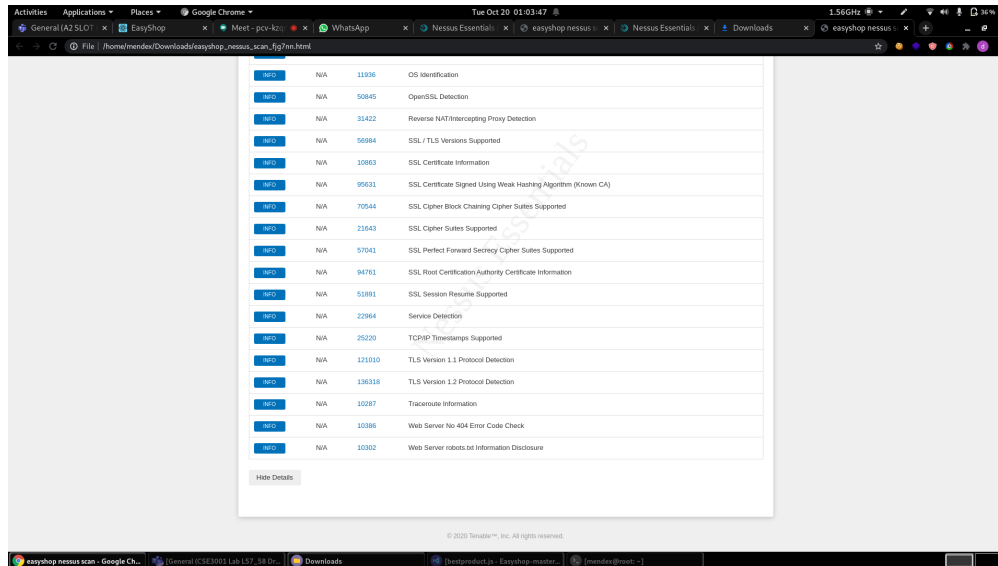 Activities Applications Places Google Chrome Tue Oct 20 01:03:47 1.56GHz 36%
General (A2 SLOT EasyShop Meet - pcv-kzq WhatsApp Nessus Essentials easyshop nessus s Nessus Essentials Downloads easyshop nessus s
File | /home/mendex/Downloads/easyshop_nessus_scan_fjg7nn.html d
INFO N/A 11936 OS Identification
INFO N/A 50845 OpenSSL Detection
INFO N/A 31422 Reverse NAT/Intercepting Proxy Detection
INFO N/A 56984 SSL / TLS Versions Supported
INFO N/A 10863 SSL Certificate Information
INFO N/A 95631 SSL Certificate Signed Using Weak Hashing Algorithm (Known CA)
INFO N/A 70544 SSL Cipher Block Chaining Cipher Suites Supported
INFO N/A 21643 SSL Cipher Suites Supported
INFO N/A 57041 SSL Perfect Forward Secrecy Cipher Suites Supported
INFO N/A 94761 SSL Root Certification Authority Certificate Information
INFO N/A 51891 SSL Session Resume Supported
INFO N/A 22964 Service Detection
INFO N/A 25220 TCP/IP Timestamps Supported
INFO N/A 121010 TLS Version 1.1 Protocol Detection
INFO N/A 136318 TLS Version 1.2 Protocol Detection
INFO N/A 10287 Traceroute Information
INFO N/A 10386 Web Server No 404 Error Code Check
INFO N/A 10302 Web Server robots.txt Information Disclosure
Nessus Essentials
Hide Details
© 2020 Tenable™, Inc. All rights reserved.
easyshop nessus scan - Google Ch... [General (CSE3001 Lab L57_58 Dr... Downloads [bestproduct.js - Easyshop-master... [mendex@root: ~]